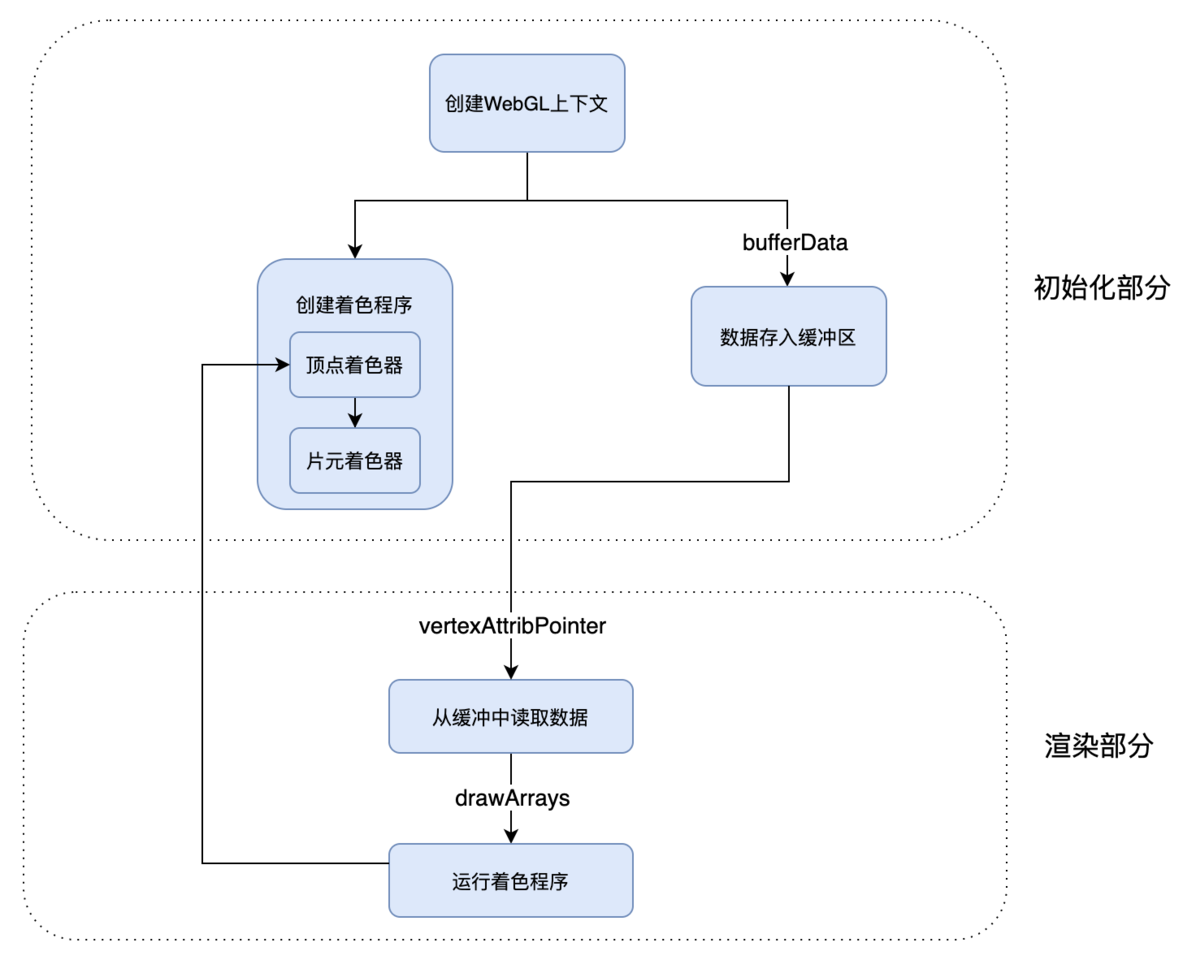 创建WebGL上下文
bufferData
创建着色程序
初始化部分
数据存入缓冲区
顶点着色器
片元着色器
vertexAttribPointer
从缓冲中读取数据
渲染部分
drawArrays
运行着色程序